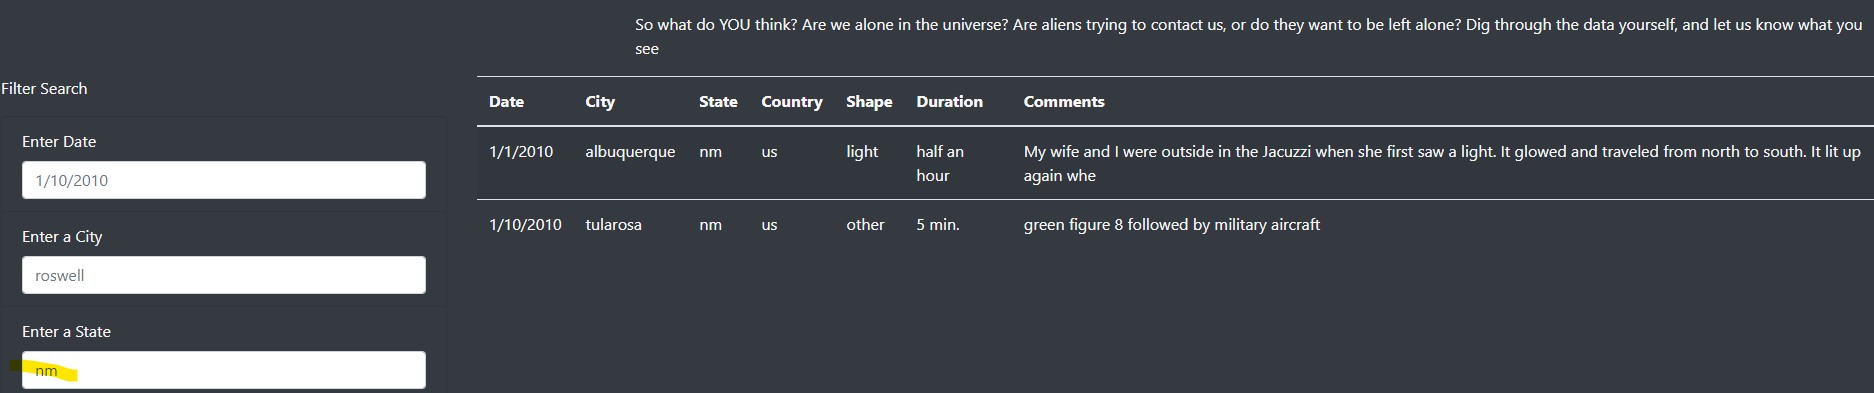 So what do YOU think? Are we alone in the universe? Are aliens trying to contact us, or do they want to be left alone? Dig through the data yourself, and let us know what you
see
Filter Search
Enter Date
1/10/2010
Enter a City
roswell
Enter a State
nm
Date City State Country Shape Duration Comments
1/1/2010 albuquerque nm us light half an My wife and I were outside in the Jacuzzi when she first saw a light. It glowed and traveled from north to south. It lit up
hour again whe
1/10/2010 tularosa nm us other 5 min. green figure 8 followed by military aircraft